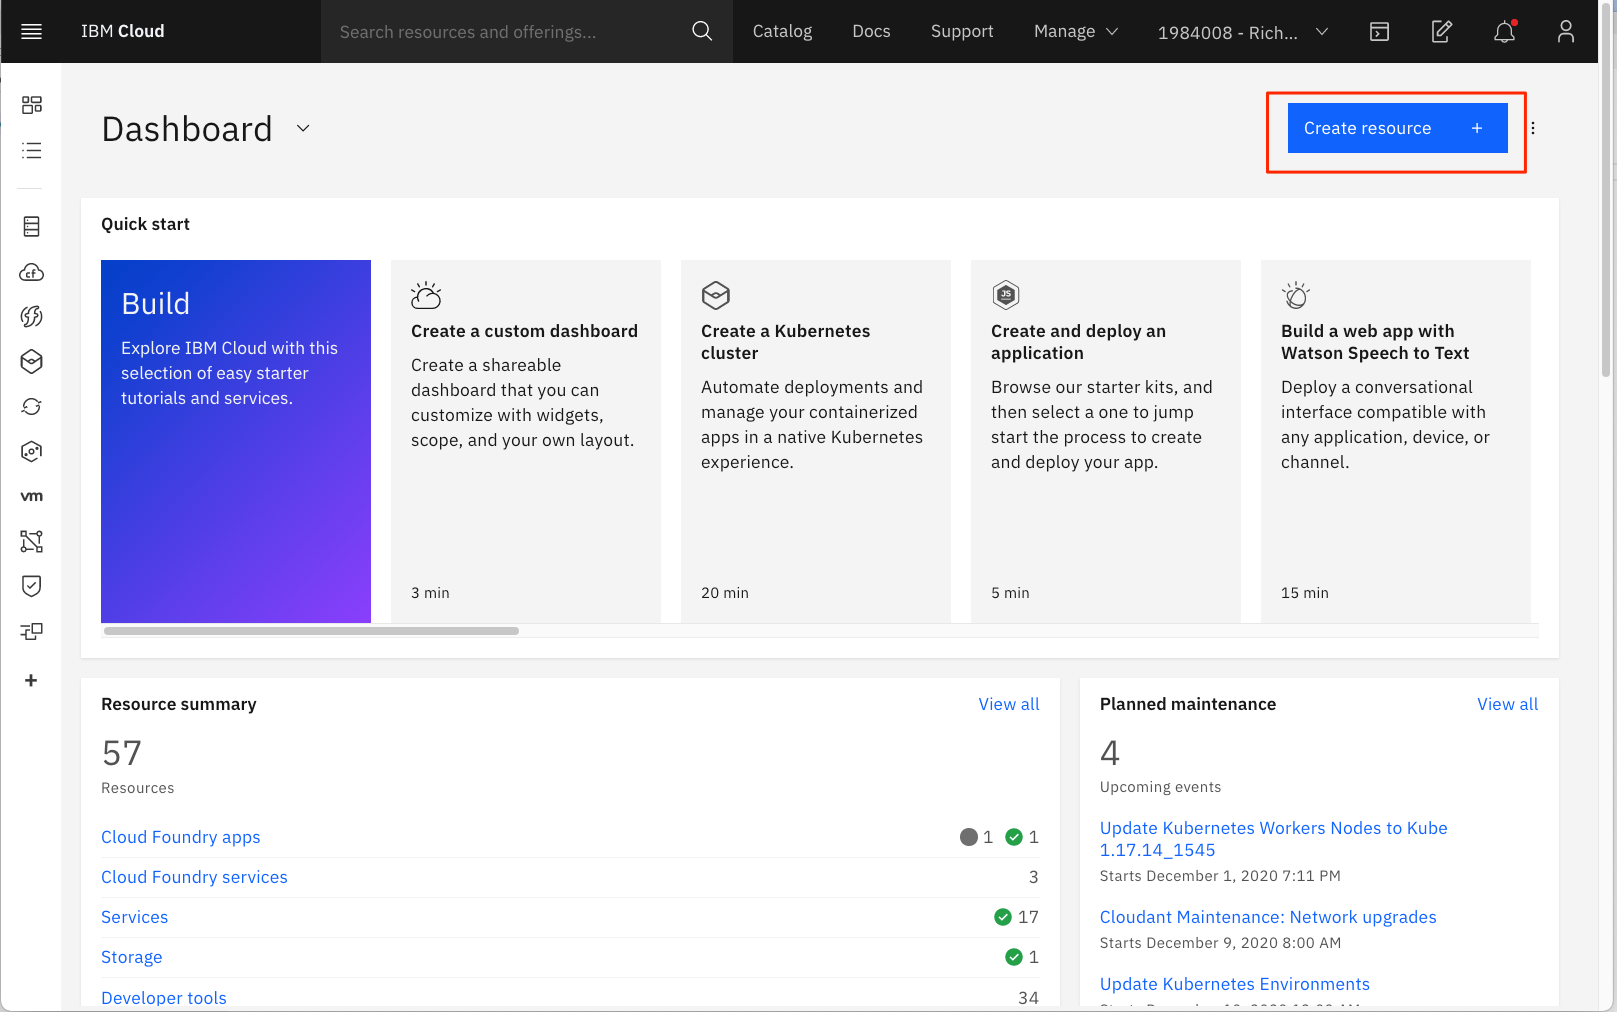 IBM Cloud
Search resources and offerings...
Catalog
Docs
Support
Manage
1984008 - Rich...
Dashboard
Create resource +
Quick start
Build
Explore IBM Cloud with this
selection of easy starter
tutorials and services.
Create a custom dashboard
Create a shareable
dashboard that you can
customize with widgets,
scope, and your own layout.
3 min
Create a Kubernetes
cluster
Automate deployments and
manage your containerized
apps in a native Kubernetes
experience.
20 min
JS
Create and deploy an
application
Browse our starter kits, and
then select a one to jump
start the process to create
and deploy your app.
5 min
Build a web app with
Watson Speech to Text
Deploy a conversational
interface compatible with
any application, device, or
channel.
15 min
cf
vm
+
Resource summary
View all
57
Resources
Cloud Foundry apps 1 1
Cloud Foundry services 3
Services 17
Storage 1
Developer tools 34
Planned maintenance
View all
4
Upcoming events
Update Kubernetes Workers Nodes to Kube
1.17.14_1545
Starts December 1, 2020 7:11 PM
Cloudant Maintenance: Network upgrades
Starts December 9, 2020 8:00 AM
Update Kubernetes Environments